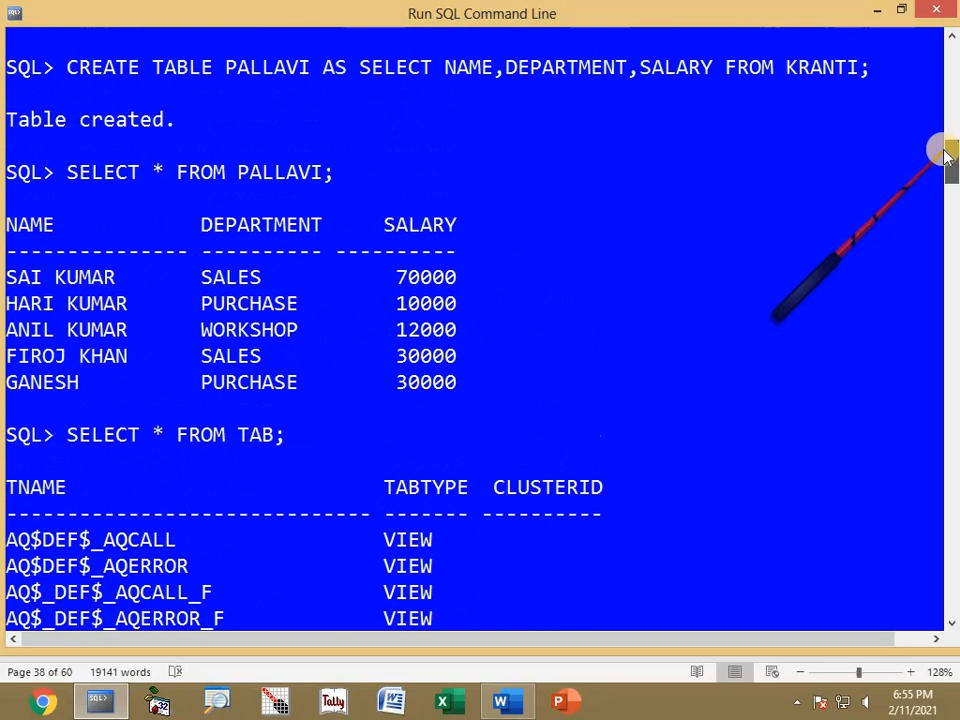 Run SQL Command Line
SQL> CREATE TABLE PALLAVI AS SELECT NAME,DEPARTMENT,SALARY FROM KRANTI;
Table created.
SQL> SELECT * FROM PALLAVI;
NAME DEPARTMENT SALARY
--------------- ---------- ----------
SAI KUMAR SALES 70000
HARI KUMAR PURCHASE 10000
ANIL KUMAR WORKSHOP 12000
FIROJ KHAN SALES 30000
GANESH PURCHASE 30000
SQL> SELECT * FROM TAB;
TNAME TABTYPE CLUSTERID
------------------------------ ------- ----------
AQ$DEF$_AQCALL VIEW
AQ$DEF$_AQERROR VIEW
AQ$_DEF$_AQCALL_F VIEW
AQ$_DEF$_AQERROR_F VIEW
Page 38 of 60 19141 words 128%
SQL> 32 Tally 6:55 PM
2/11/2021